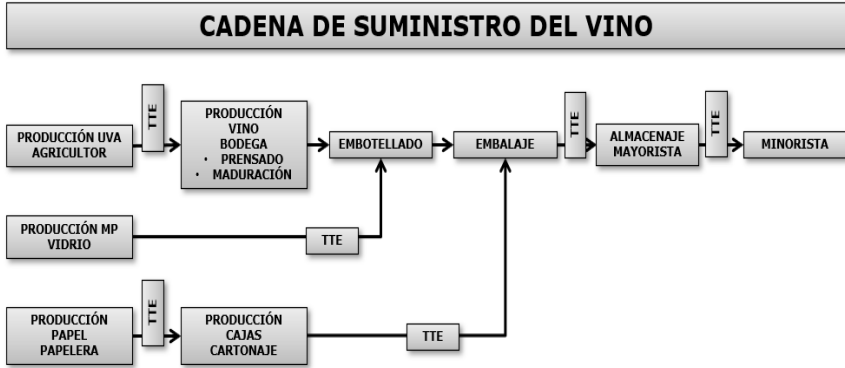 CADENA DE SUMINISTRO DEL VINO
PRODUCCIÓN UVA
AGRICULTOR
TTE
PRODUCCIÓN
VINO
BODEGA
• PRENSADO
• MADURACIÓN
EMBOTELLADO
EMBALAJE
TTE
ALMACENAJE
MAYORISTA
TTE
MINORISTA
PRODUCCIÓN MP
VIDRIO
TTE
PRODUCCIÓN
PAPEL
PAPELERA
TTE
PRODUCCIÓN
CAJAS
CARTONAJE
TTE